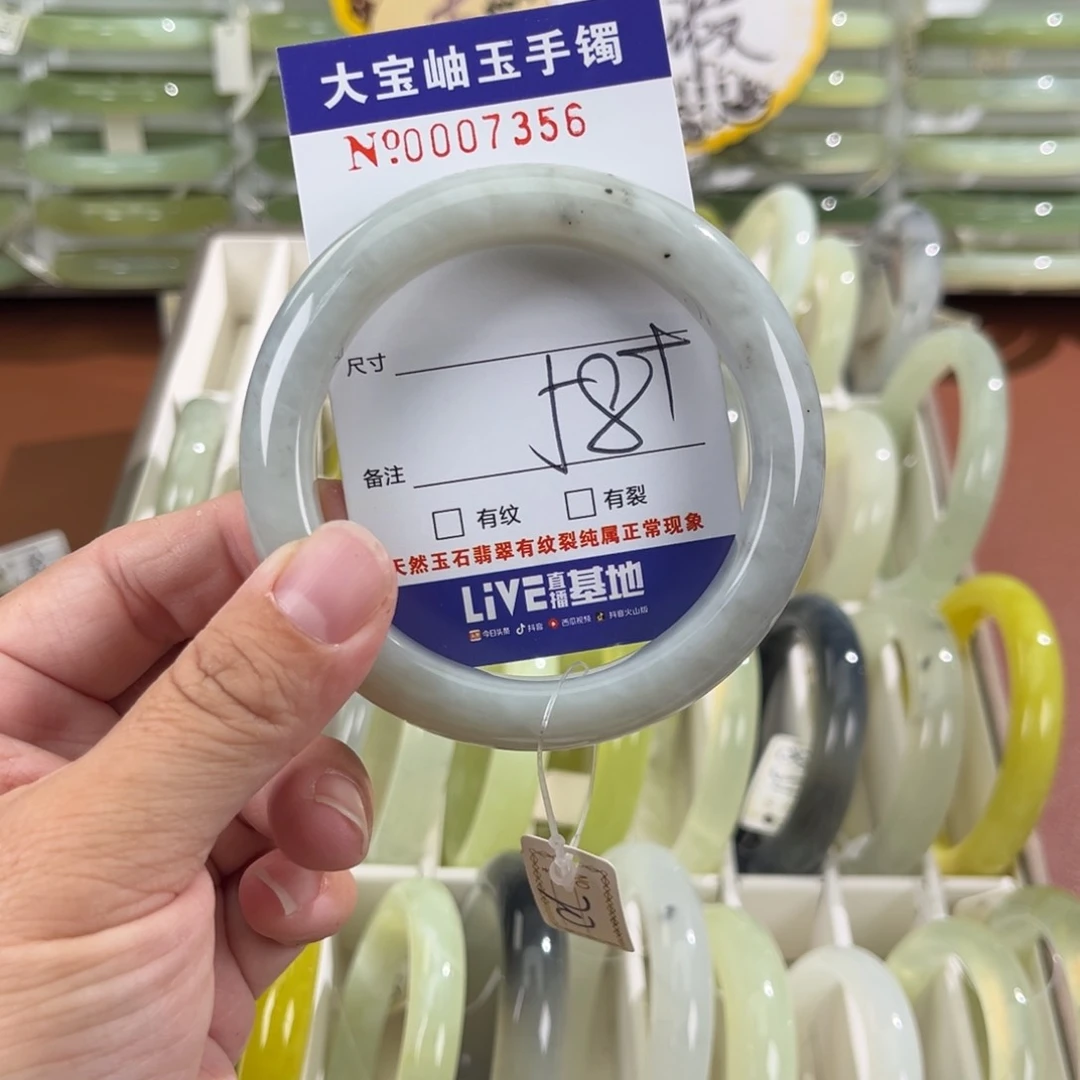 大宝岫玉手镯
Nº0007356
尺寸
备注
□ 有纹 □ 有裂
天然玉石翡翠有纹裂纯属正常现象
LiVE直播基地
今日头条 抖音 西瓜视频 抖音火山版